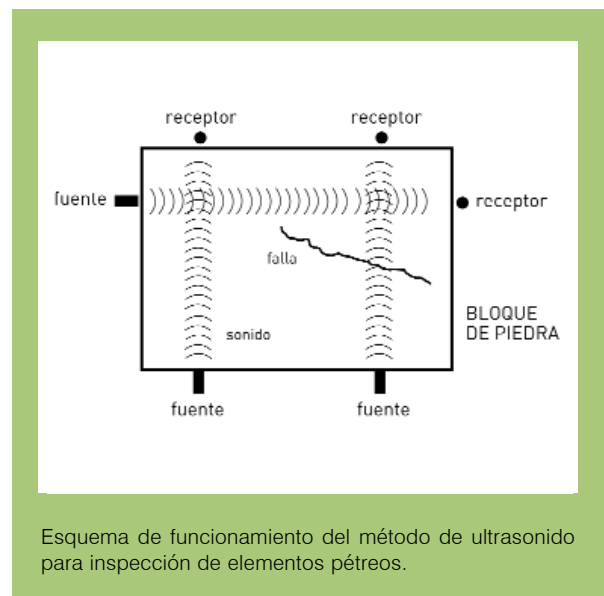 receptor receptor
fuente receptor
falla
sonido
BLOQUE
DE PIEDRA
fuente fuente
Esquema de funcionamiento del método de ultrasonido
para inspección de elementos pétreos.